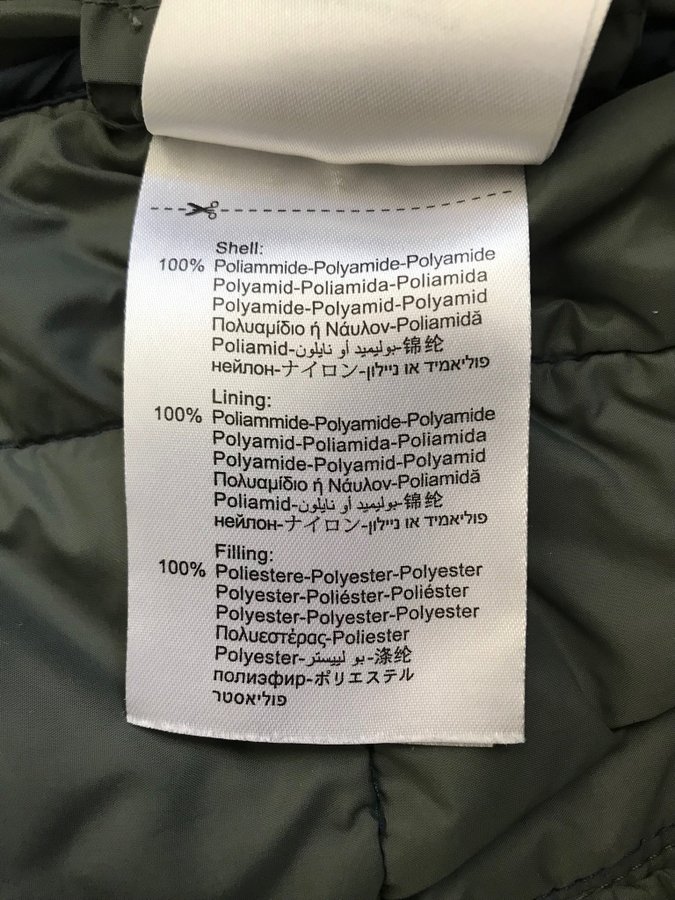 Shell:
100% Poliammide-Polyamide-Polyamide
Polyamid-Poliamida-Poliamida
Polyamide-Polyamid-Polyamid
Πολυαμίδιο ή Νάυλον-Poliamidă
Poliamid-بوليميد أو نايلون-锦纶
нейлон-ナイロン-פוליאמיד או ניילון
Lining:
100% Poliammide-Polyamide-Polyamide
Polyamid-Poliamida-Poliamida
Polyamide-Polyamid-Polyamid
Πολυαμίδιο ή Νάυλον-Poliamidă
Poliamid-بوليميد أو نايلون-锦纶
нейлон-ナイロン-פוליאמיד או ניילון
Filling:
100% Poliestere-Polyester-Polyester
Polyester-Poliéster-Poliéster
Polyester-Polyester-Polyester
Πολυεστέρας-Poliester
Polyester-بو لييستر-涤纶
полиэфир-ポリエステル
פוליאסטר